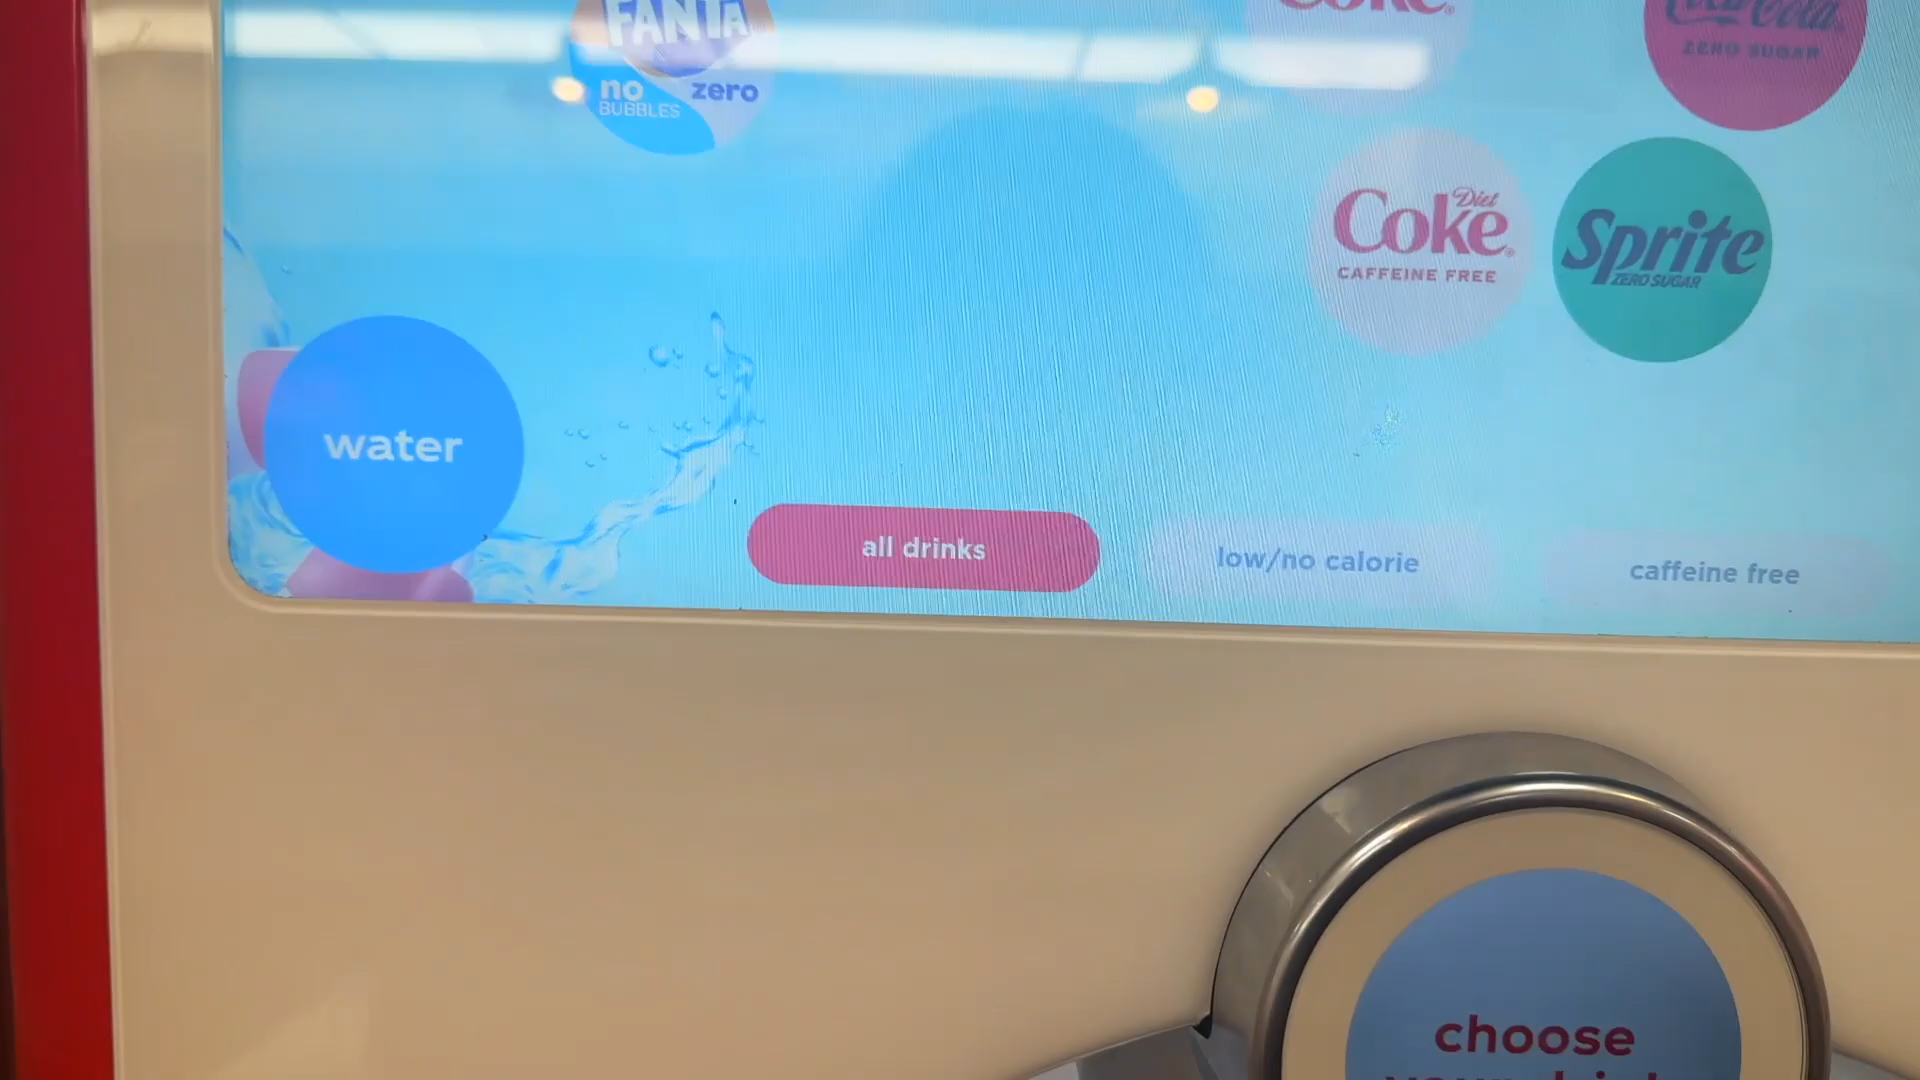 FANTA
no
BUBBLES
zero
Coke
Coca-Cola
ZERO SUGAR
Diet
Coke
CAFFEINE FREE
Sprite
ZERO SUGAR
water
all drinks
low/no calorie
caffeine free
choose